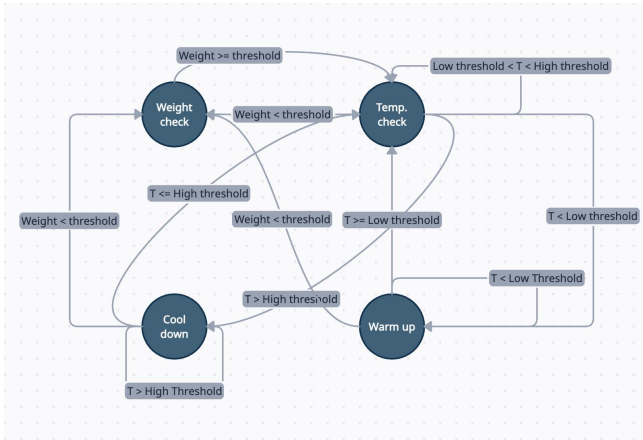 Weight >= threshold
Low threshold < T < High threshold
Weight
check
Weight < threshold
Temp.
check
T <= High threshold
Weight < threshold
Weight < threshold
T >= Low threshold
T < Low threshold
T < Low Threshold
T > High threshold
Cool
down
Warm up
T > High Threshold